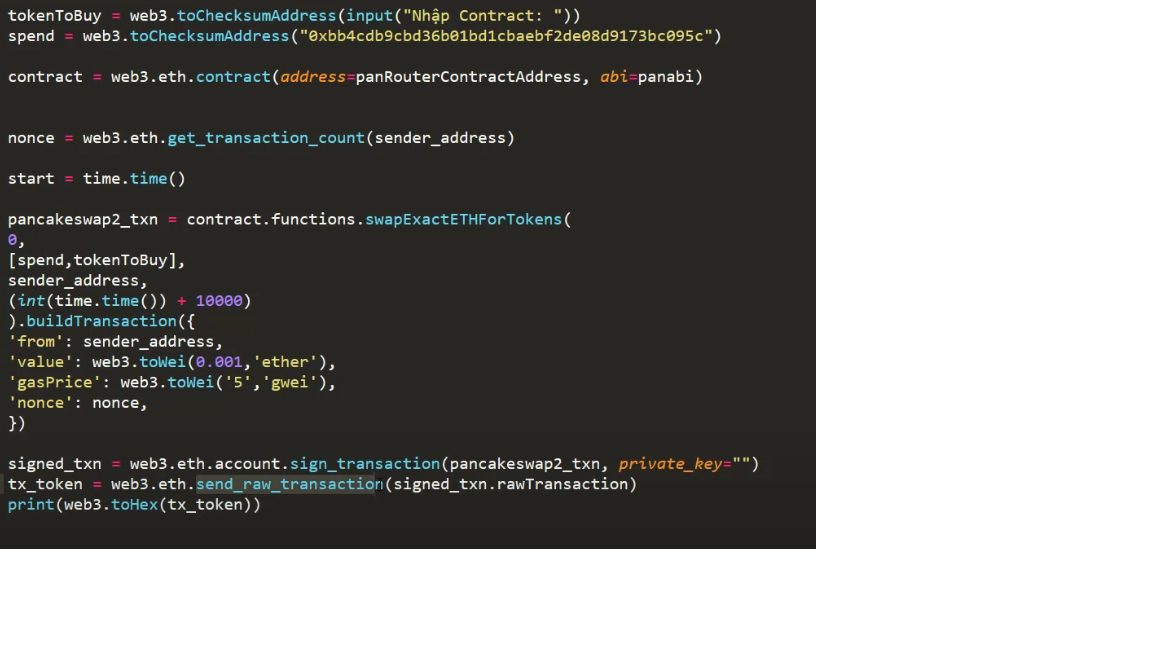 tokenToBuy = web3.toChecksumAddress(input("Nhập Contract: "))
spend = web3.toChecksumAddress("0xbb4cdb9cbd36b01bd1cbaebf2de08d9173bc095c")
contract = web3.eth.contract(address=panRouterContractAddress, abi=panabi)
nonce = web3.eth.get_transaction_count(sender_address)
start = time.time()
pancakeswap2_txn = contract.functions.swapExactETHForTokens(
0,
[spend,tokenToBuy],
sender_address,
(int(time.time()) + 10000)
).buildTransaction({
'from': sender_address,
'value': web3.toWei(0.001,'ether'),
'gasPrice': web3.toWei('5','gwei'),
'nonce': nonce,
})
signed_txn = web3.eth.account.sign_transaction(pancakeswap2_txn, private_key="")
tx_token = web3.eth.send_raw_transaction(signed_txn.rawTransaction)
print(web3.toHex(tx_token))